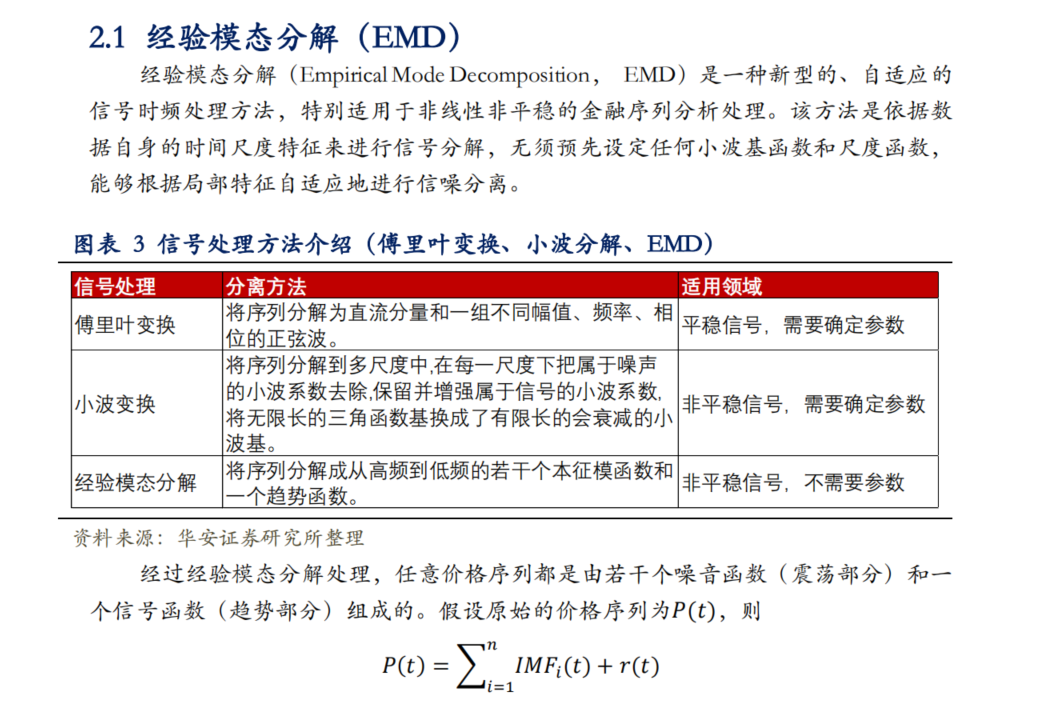 2.1 经验模态分解（EMD）
经验模态分解（Empirical Mode Decomposition， EMD）是一种新型的、自适应的
信号时频处理方法，特别适用于非线性非平稳的金融序列分析处理。该方法是依据数
据自身的时间尺度特征来进行信号分解，无须预先设定任何小波基函数和尺度函数，
能够根据局部特征自适应地进行信噪分离。
图表 3 信号处理方法介绍（傅里叶变换、小波分解、EMD）
信号处理 分离方法 适用领域
傅里叶变换 将序列分解为直流分量和一组不同幅值、频率、相
位的正弦波。 平稳信号，需要确定参数
小波变换 将序列分解到多尺度中,在每一尺度下把属于噪声
的小波系数去除,保留并增强属于信号的小波系数,
将无限长的三角函数基换成了有限长的会衰减的小
波基。 非平稳信号，需要确定参数
经验模态分解 将序列分解成从高频到低频的若干个本征模函数和
一个趋势函数。 非平稳信号，不需要参数
资料来源：华安证券研究所整理
经过经验模态分解处理，任意价格序列都是由若干个噪音函数（震荡部分）和一
个信号函数（趋势部分）组成的。假设原始的价格序列为P(t)，则
P(t) = ∑ⁿᵢ₌₁ IMFᵢ(t) + r(t)